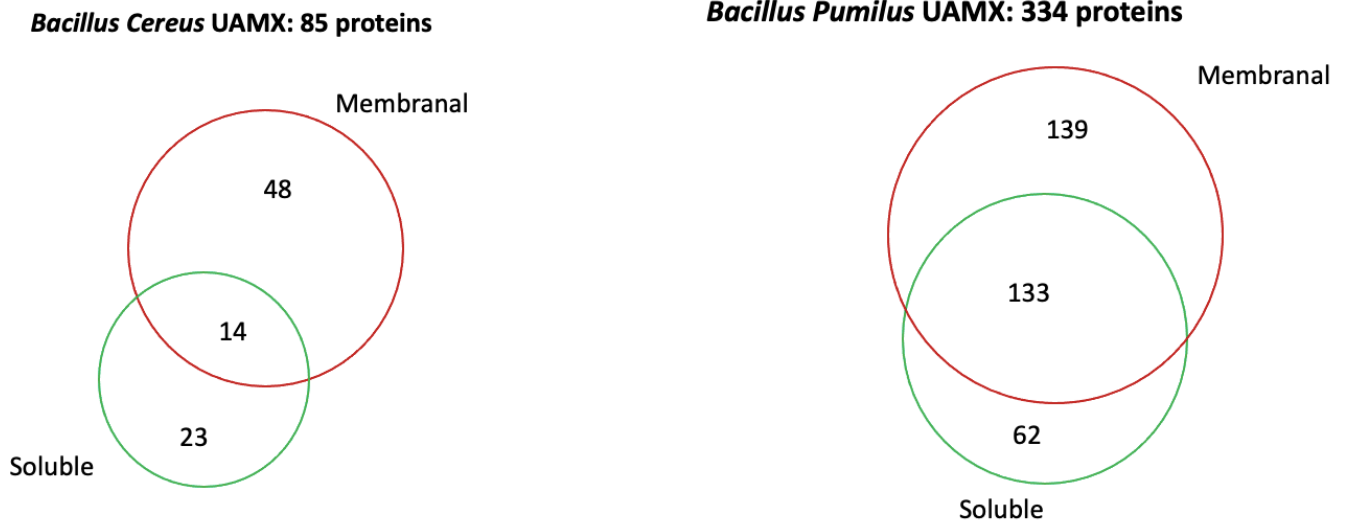 Bacillus Cereus UAMX: 85 proteins
Membranal
48
14
23
Soluble
Bacillus Pumilus UAMX: 334 proteins
Membranal
139
133
62
Soluble